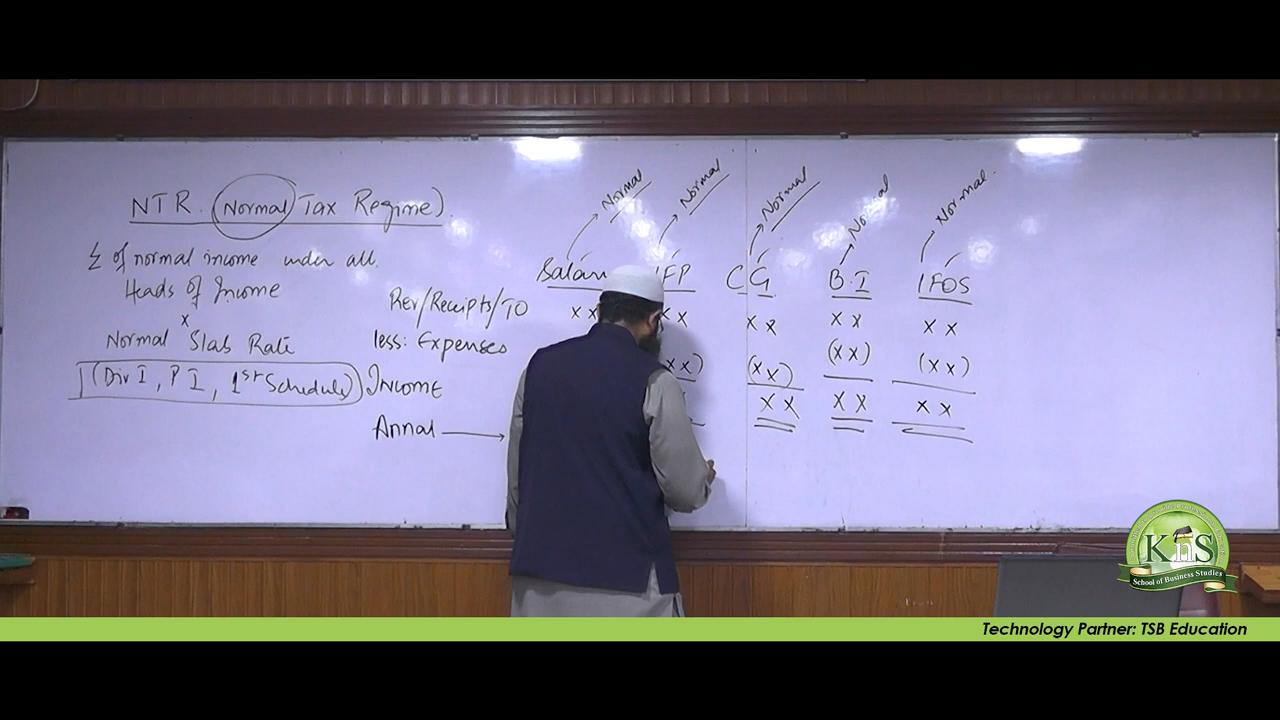 NTR. (Normal Tax Regime).
Σ of normal income under all.
Heads of Income
x
Normal Slab Rate
(Div I, P I, 1st Schedule)
Normal Normal Normal Normal Normal.
Salary IFP CG B.I IFOS
Rev/Receipts/TO xx xx xx xx xx
less: Expenses xx) (xx) (xx) (xx)
INCOME xx xx xx
Annal
KnS
School of Business Studies
Technology Partner: TSB Education